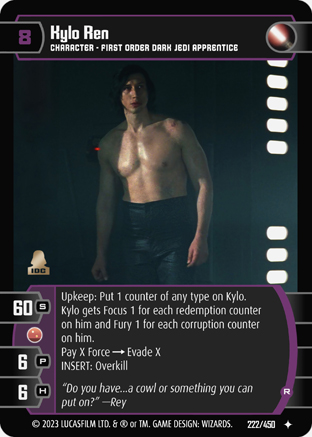 8 Kylo Ren
CHARACTER - FIRST ORDER DARK JEDI APPRENTICE
IDC
60 S
6 P
6 H
Upkeep: Put 1 counter of any type on Kylo.
Kylo gets Focus 1 for each redemption counter
on him and Fury 1 for each corruption counter
on him.
Pay X Force → Evade X
INSERT: Overkill
“Do you have...a cowl or something you can
put on?” —Rey
R
© 2023 LUCASFILM LTD. & ® OR TM. GAME DESIGN: WIZARDS. 222/450